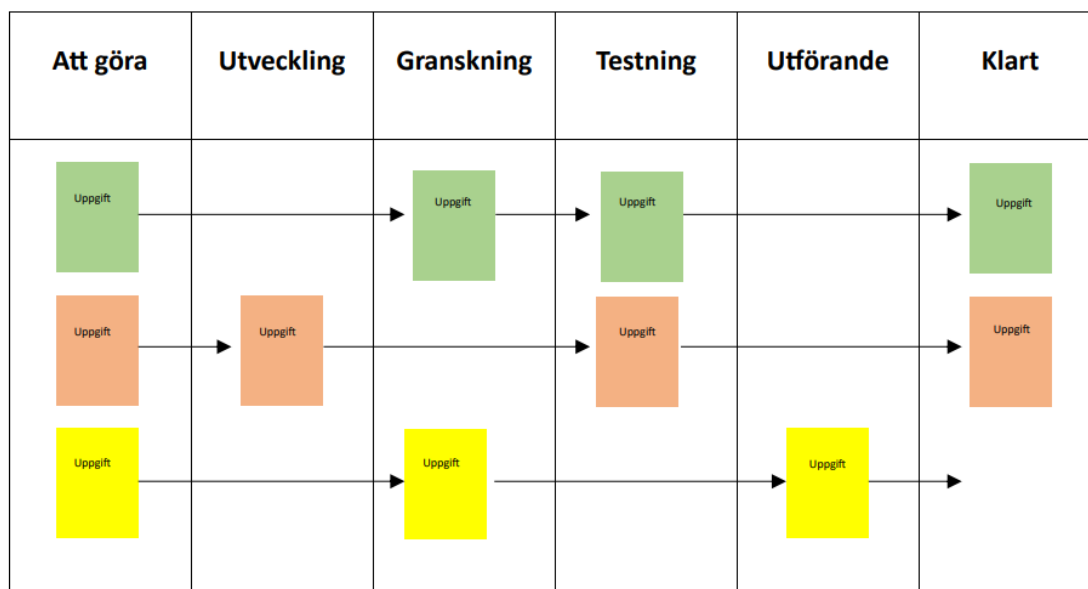 Att göra
Utveckling
Granskning
Testning
Utförande
Klart
Uppgift
Uppgift
Uppgift
Uppgift
Uppgift
Uppgift
Uppgift
Uppgift
Uppgift
Uppgift
Uppgift